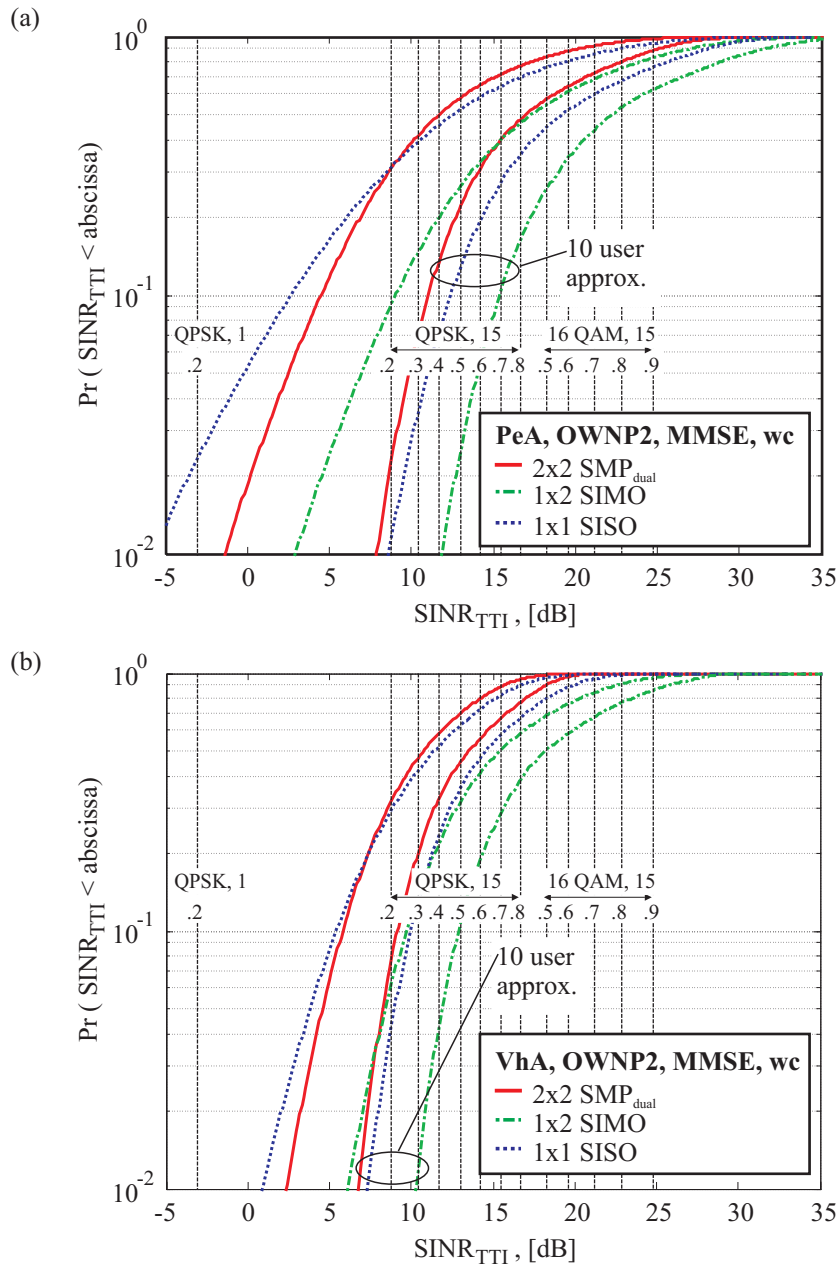 (a)
10^0
10^-1
10^-2
Pr ( SINR_TTI < abscissa)
10 user
approx.
QPSK, 1
QPSK, 15
16 QAM, 15
.2
.2
.3
.4
.5
.6
.7
.8
.5
.6
.7
.8
.9
PeA, OWNP2, MMSE, wc
2x2 SMP_dual
1x2 SIMO
1x1 SISO
-5
0
5
10
15
20
25
30
35
SINR_TTI , [dB]
(b)
10^0
10^-1
10^-2
Pr ( SINR_TTI < abscissa)
QPSK, 1
QPSK, 15
16 QAM, 15
.2
.2
.3
.4
.5
.6
.7
.8
.5
.6
.7
.8
.9
10 user
approx.
VhA, OWNP2, MMSE, wc
2x2 SMP_dual
1x2 SIMO
1x1 SISO
-5
0
5
10
15
20
25
30
35
SINR_TTI , [dB]